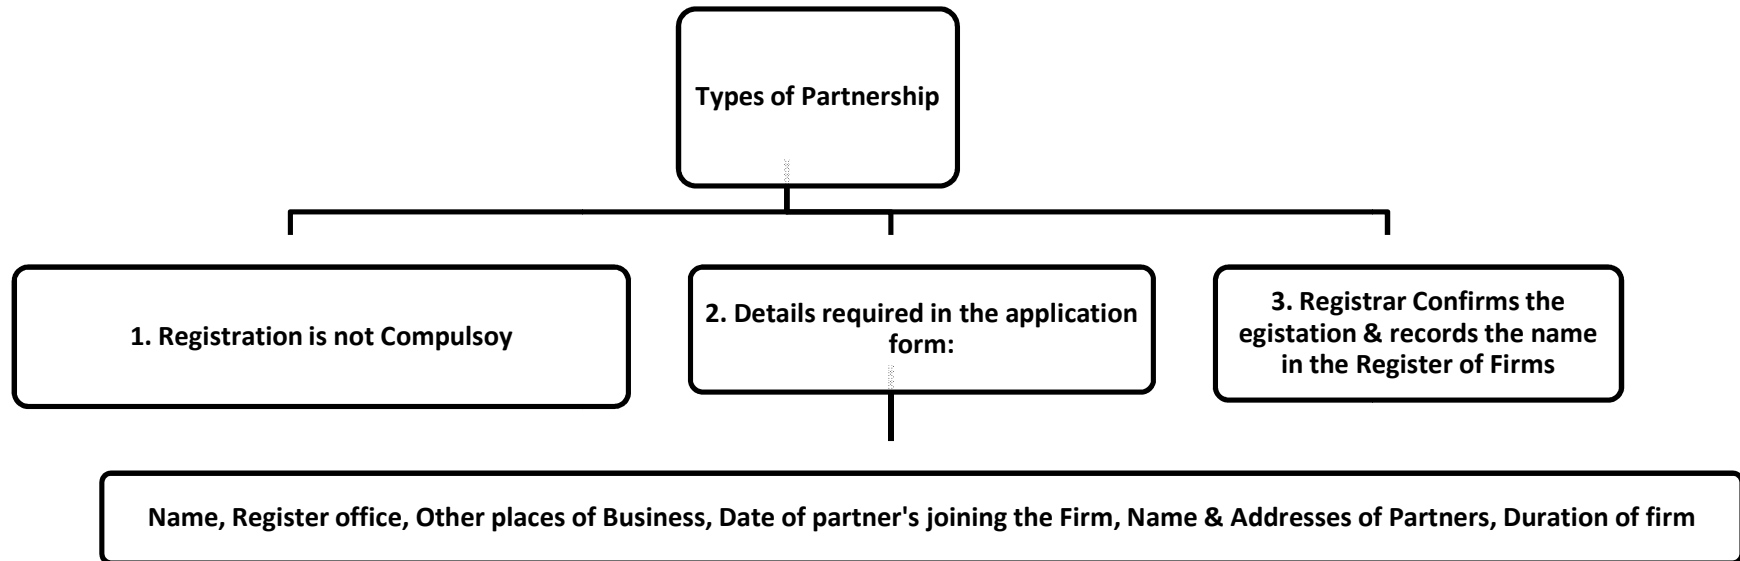 Types of Partnership
1. Registration is not Compulsoy
2. Details required in the application
form:
3. Registrar Confirms the
egistation & records the name
in the Register of Firms
Name, Register office, Other places of Business, Date of partner's joining the Firm, Name & Addresses of Partners, Duration of firm